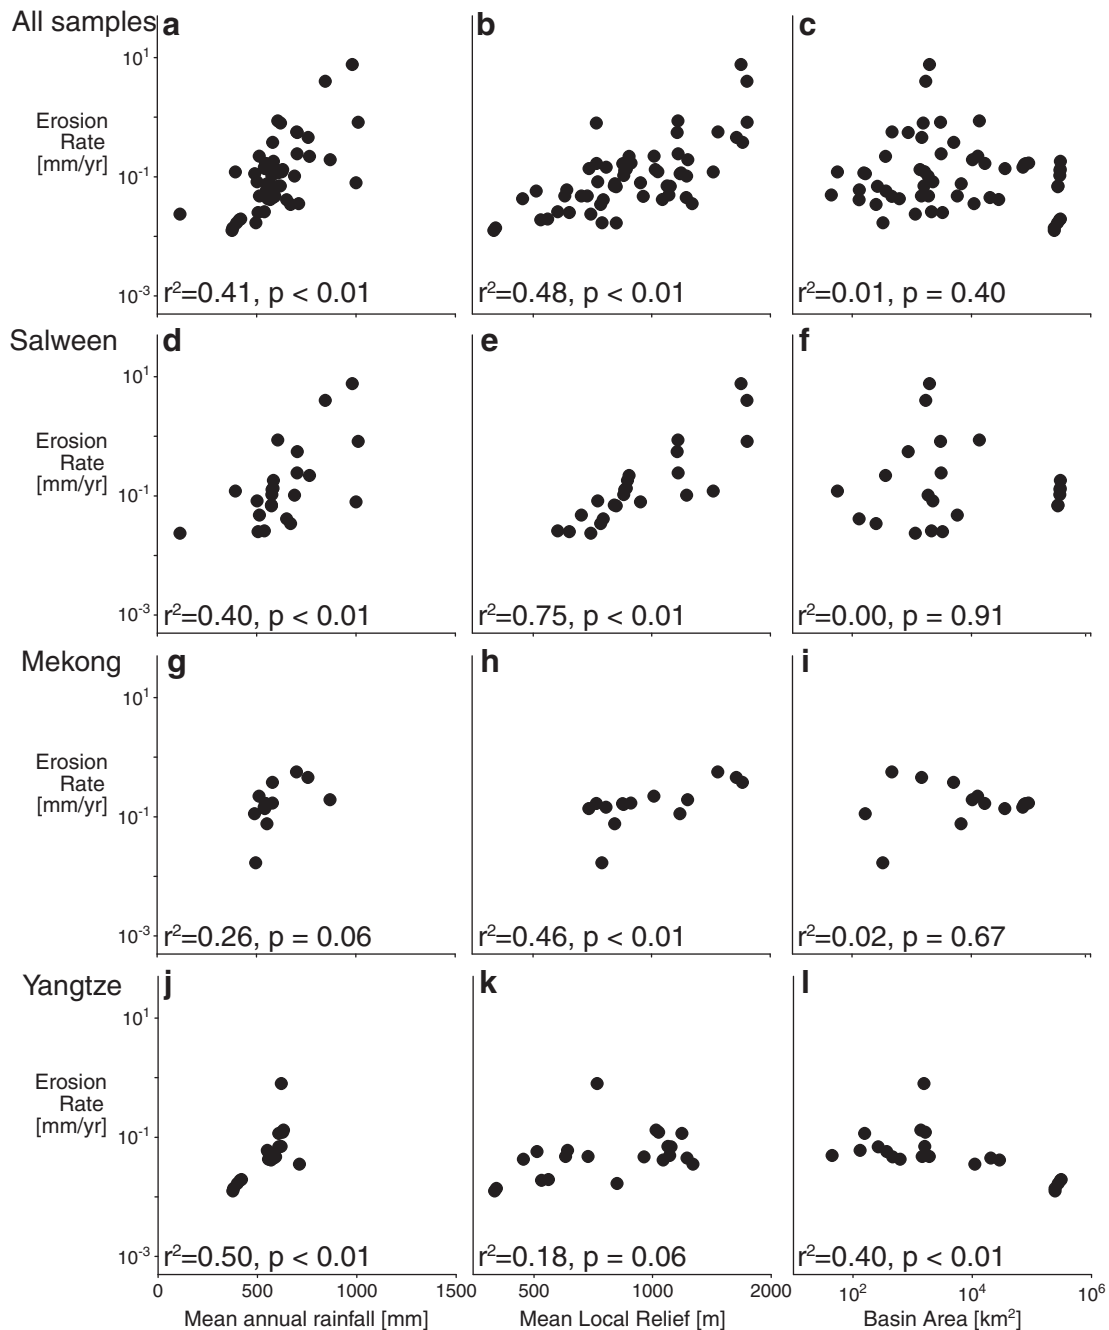 All samples
a
b
c
10¹
Erosion
Rate
[mm/yr]
10⁻¹
10⁻³
r²=0.41, p < 0.01
r²=0.48, p < 0.01
r²=0.01, p = 0.40
Salween
d
e
f
10¹
Erosion
Rate
[mm/yr]
10⁻¹
10⁻³
r²=0.40, p < 0.01
r²=0.75, p < 0.01
r²=0.00, p = 0.91
Mekong
g
h
i
10¹
Erosion
Rate
[mm/yr]
10⁻¹
10⁻³
r²=0.26, p = 0.06
r²=0.46, p < 0.01
r²=0.02, p = 0.67
Yangtze
j
k
l
10¹
Erosion
Rate
[mm/yr]
10⁻¹
10⁻³
r²=0.50, p < 0.01
r²=0.18, p = 0.06
r²=0.40, p < 0.01
0 500 1000 1500
500 1000 2000
10² 10⁴ 10⁶
Mean annual rainfall [mm]
Mean Local Relief [m]
Basin Area [km²]